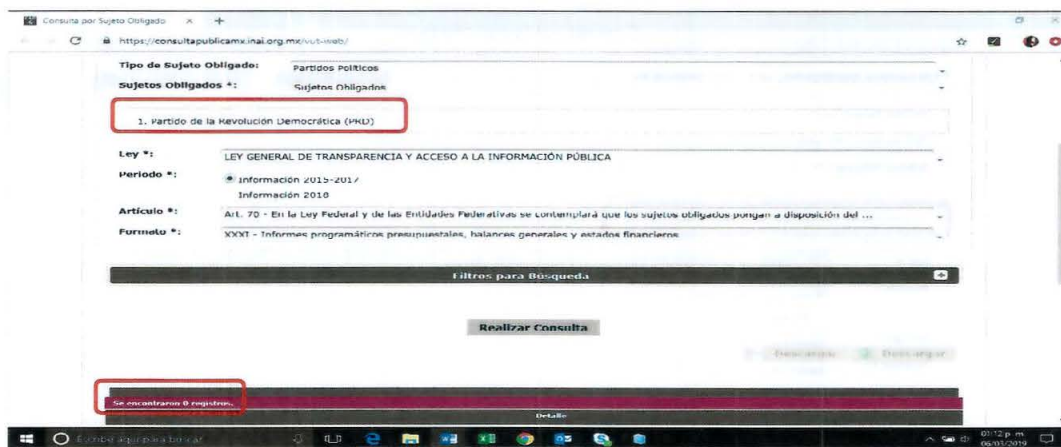 Consulta por Sujeto Obligado
https://consultapublicamx.inai.org.mx/vut-web/
Tipo de Sujeto Obligado: Partidos Políticos
Sujetos Obligados *: Sujetos Obligados
1. Partido de la Revolución Democrática (PRD)
Ley *: LEY GENERAL DE TRANSPARENCIA Y ACCESO A LA INFORMACIÓN PÚBLICA
Periodo *: Información 2015-2017
Información 2018
Artículo *: Art. 70 - En la Ley Federal y de las Entidades Federativas se contemplará que los sujetos obligados pongan a disposición del ...
Formato *: XXXI - Informes programáticos presupuestales, balances generales y estados financieros
Filtros para Búsqueda
Realizar Consulta
Descargar Descargar
Se encontraron 0 registros.
Detalle
Escribe aquí para buscar
01:12 p.m.
06/03/2019